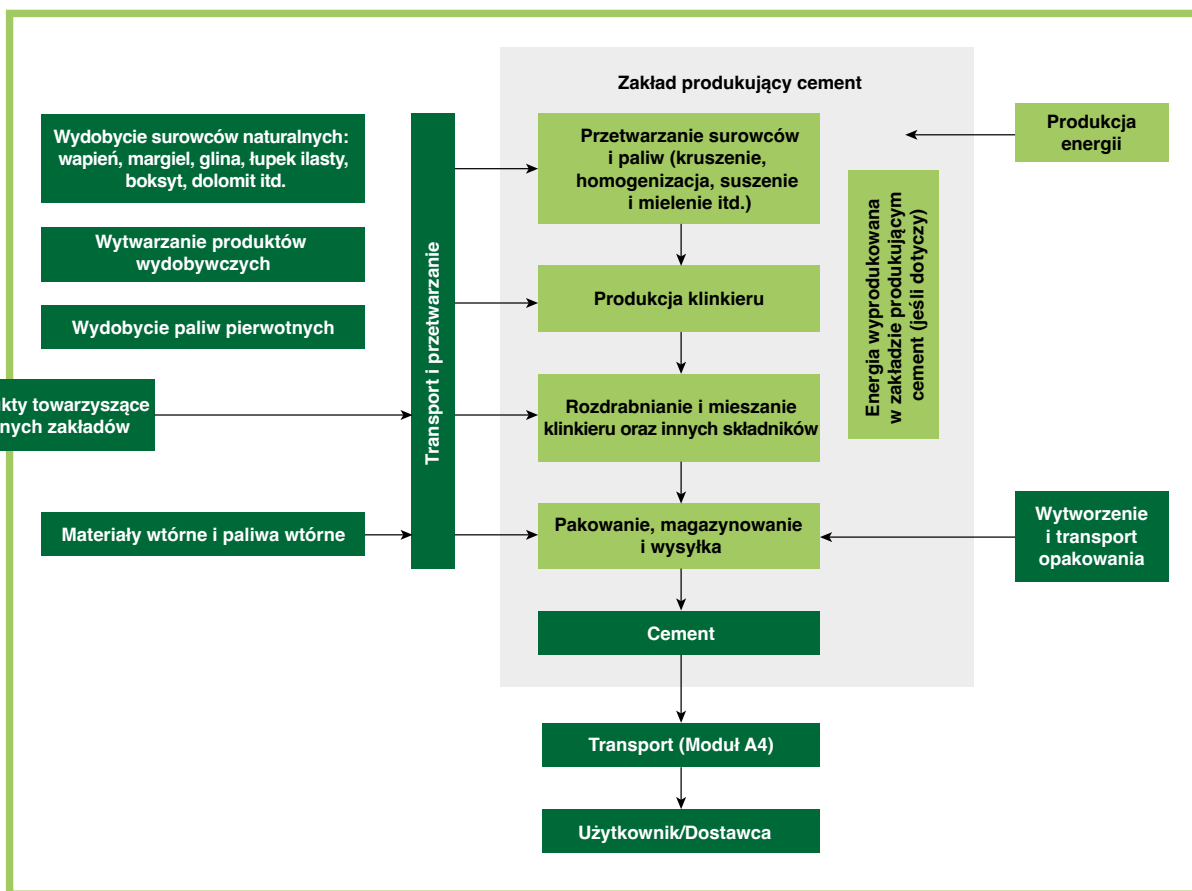 Zakład produkujący cement
Wydobycie surowców naturalnych:
wapień, margiel, glina, łupek ilasty,
boksyt, dolomit itd.
Wytwarzanie produktów
wydobywczych
Wydobycie paliw pierwotnych
towarzyszące
zakładów
Materiały wtórne i paliwa wtórne
Transport i przetwarzanie
Przetwarzanie surowców
i paliw (kruszenie,
homogenizacja, suszenie
i mielenie itd.)
Produkcja klinkieru
Rozdrabnianie i mieszanie
klinkieru oraz innych składników
Pakowanie, magazynowanie
i wysyłka
Cement
Transport (Moduł A4)
Użytkownik/Dostawca
Energia wyprodukowana
w zakładzie produkującym
cement (jeśli dotyczy)
Produkcja
energii
Wytworzenie
i transport
opakowania